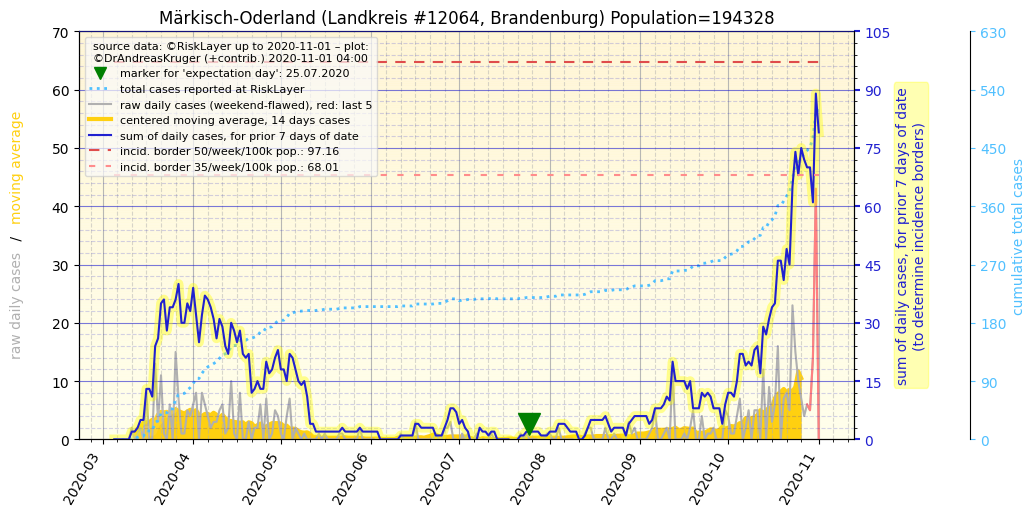 Märkisch-Oderland (Landkreis #12064, Brandenburg) Population=194328
source data: ©RiskLayer up to 2020-11-01 – plot:
©DrAndreasKruger (+contrib.) 2020-11-01 04:00
marker for 'expectation day': 25.07.2020
total cases reported at RiskLayer
raw daily cases (weekend-flawed), red: last 5
centered moving average, 14 days cases
sum of daily cases, for prior 7 days of date
incid. border 50/week/100k pop.: 97.16
incid. border 35/week/100k pop.: 68.01
raw daily cases / moving average
70
60
50
40
30
20
10
0
105
90
75
60
45
30
15
0
sum of daily cases, for prior 7 days of date
(to determine incidence borders)
630
540
450
360
270
180
90
0
cumulative total cases
2020-03
2020-04
2020-05
2020-06
2020-07
2020-08
2020-09
2020-10
2020-11